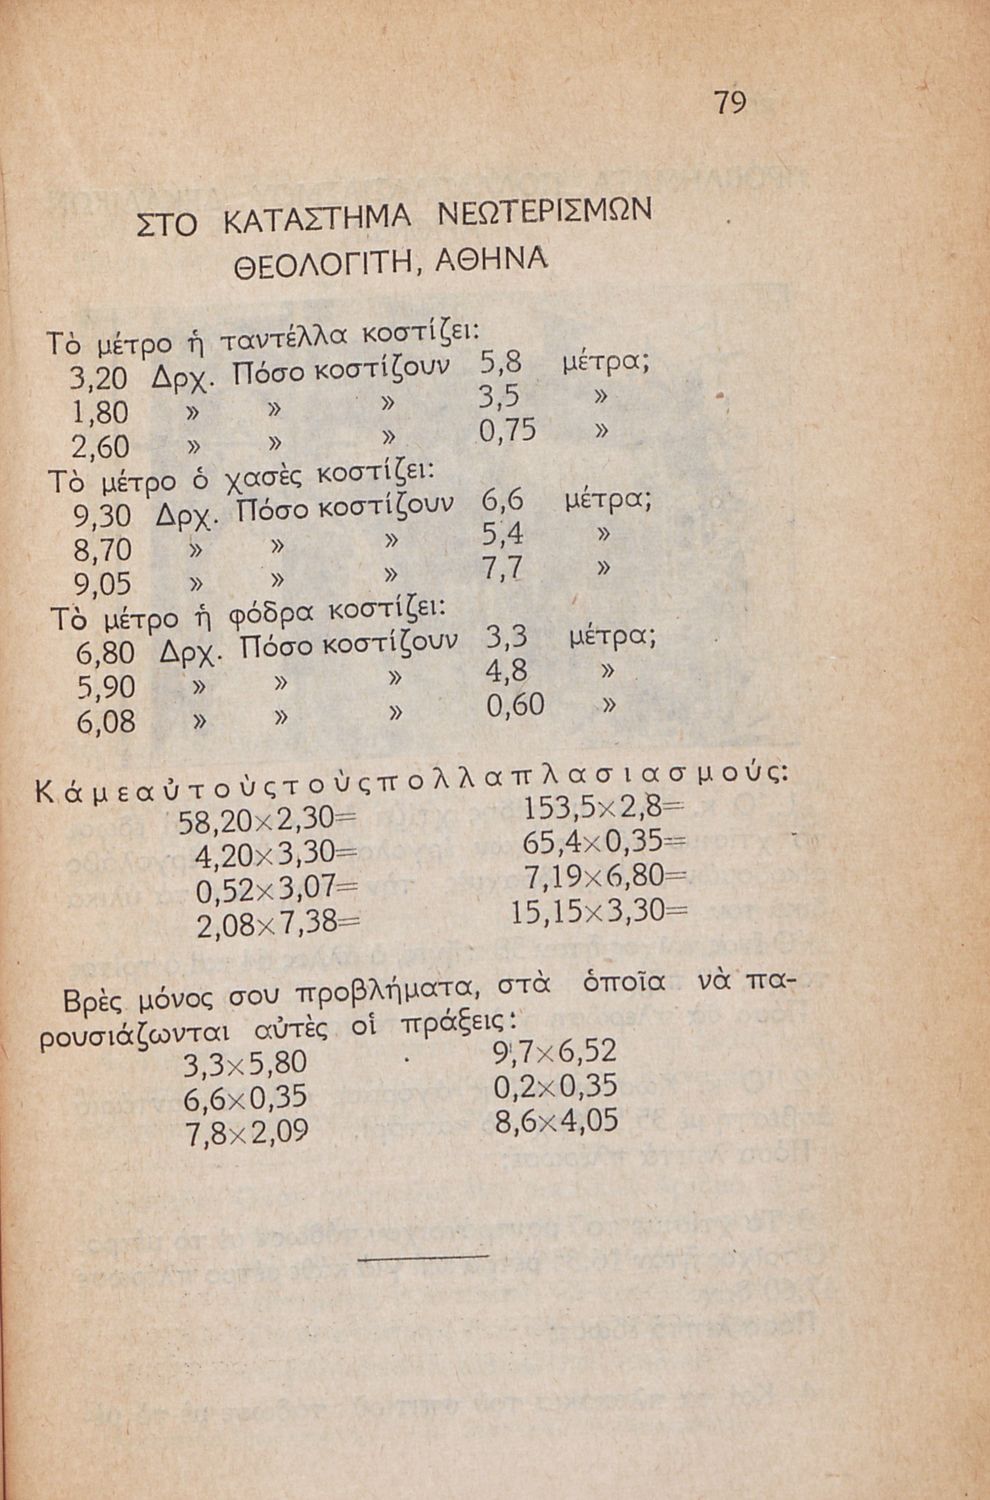 79
ΣΤΟ ΚΑΤΑΣΤΗΜΑ ΝΕΩΤΕΡΙΣΜΩΝ
ΘΕΟΛΟΓΙΤΗ, ΑΘΗΝΑ
Τὸ μέτρο ἡ ταντέλλα κοστίζει:
3,20 Δρχ. Πόσο κοστίζουν 5,8 μέτρα;
1,80 » » » 3,5 »
2,60 » » » 0,75 »
Τὸ μέτρο ὁ χασὲς κοστίζει:
9,30 Δρχ. Πόσο κοστίζουν 6,6 μέτρα;
8,70 » » » 5,4 »
9,05 » » » 7,7 »
Τὸ μέτρο ἡ φόδρα κοστίζει:
6,80 Δρχ. Πόσο κοστίζουν 3,3 μέτρα;
5,90 » » » 4,8 »
6,08 » » » 0,60 »
Κάμε αὐτοὺς τοὺς πολλαπλασιασμούς:
58,20×2,30= 153,5×2,8=
4,20×3,30= 65,4×0,35=
0,52×3,07= 7,19×6,80=
2,08×7,38= 15,15×3,30=
Βρὲς μόνος σου προβλήματα, στὰ ὁποῖα νὰ πα-
ρουσιάζωνται αὐτὲς οἱ πράξεις:
3,3×5,80 9,7×6,52
6,6×0,35 0,2×0,35
7,8×2,09 8,6×4,05